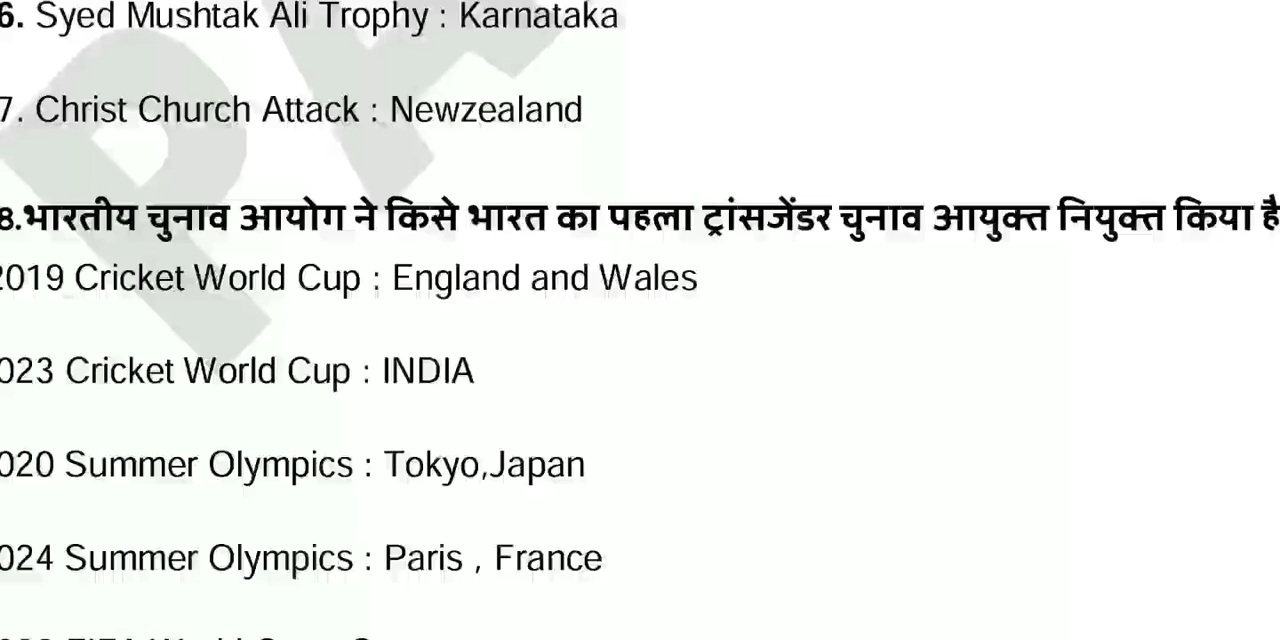 6. Syed Mushtak Ali Trophy : Karnataka
7. Christ Church Attack : Newzealand
8.भारतीय चुनाव आयोग ने किसे भारत का पहला ट्रांसजेंडर चुनाव आयुक्त नियुक्त किया है
2019 Cricket World Cup : England and Wales
023 Cricket World Cup : INDIA
020 Summer Olympics : Tokyo,Japan
024 Summer Olympics : Paris , France